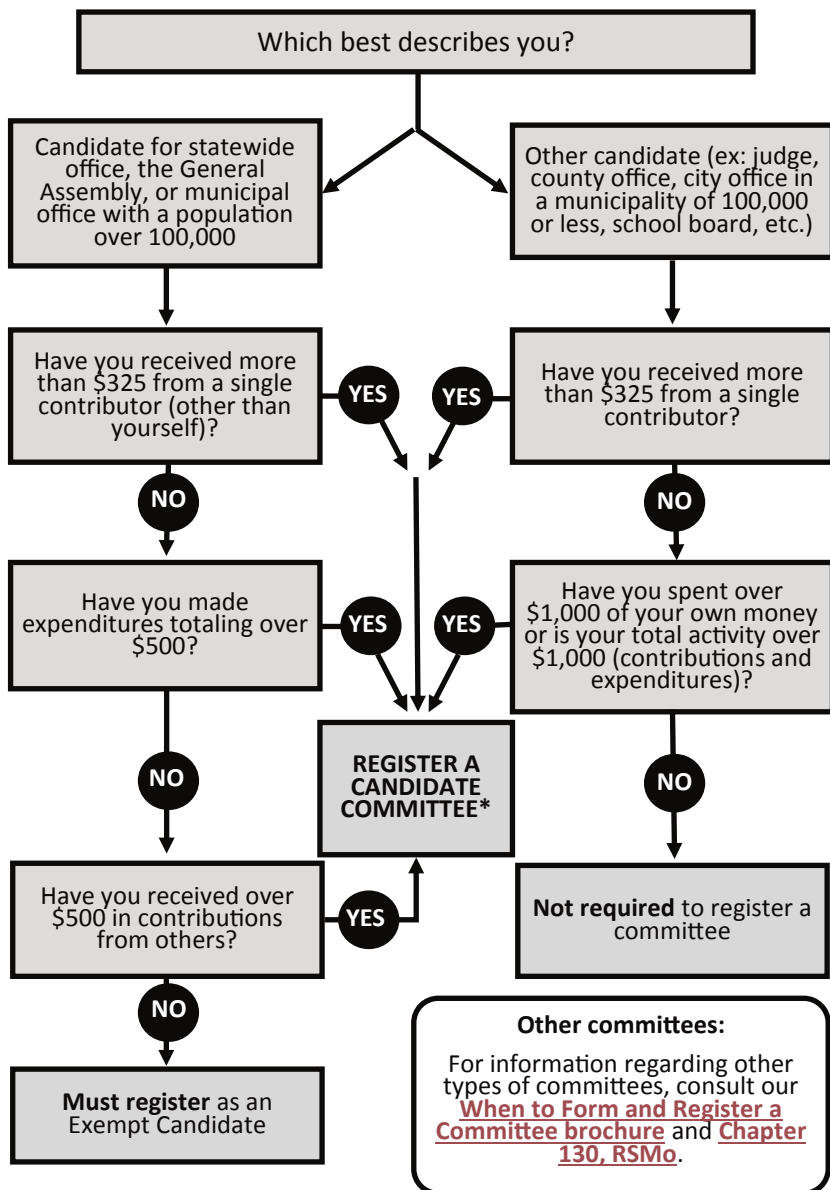 Which best describes you?
Candidate for statewide
office, the General
Assembly, or municipal
office with a population
over 100,000
Other candidate (ex: judge,
county office, city office in
a municipality of 100,000
or less, school board, etc.)
Have you received more
than $325 from a single
contributor (other than
yourself)?
YES
YES
Have you received more
than $325 from a single
contributor?
NO
NO
Have you made
expenditures totaling over
$500?
YES
YES
Have you spent over
$1,000 of your own money
or is your total activity over
$1,000 (contributions and
expenditures)?
NO
REGISTER A
CANDIDATE
COMMITTEE*
NO
Have you received over
$500 in contributions
from others?
YES
Not required to register a
committee
NO
Must register as an
Exempt Candidate
Other committees:
For information regarding other
types of committees, consult our
When to Form and Register a
Committee brochure and Chapter
130, RSMo.